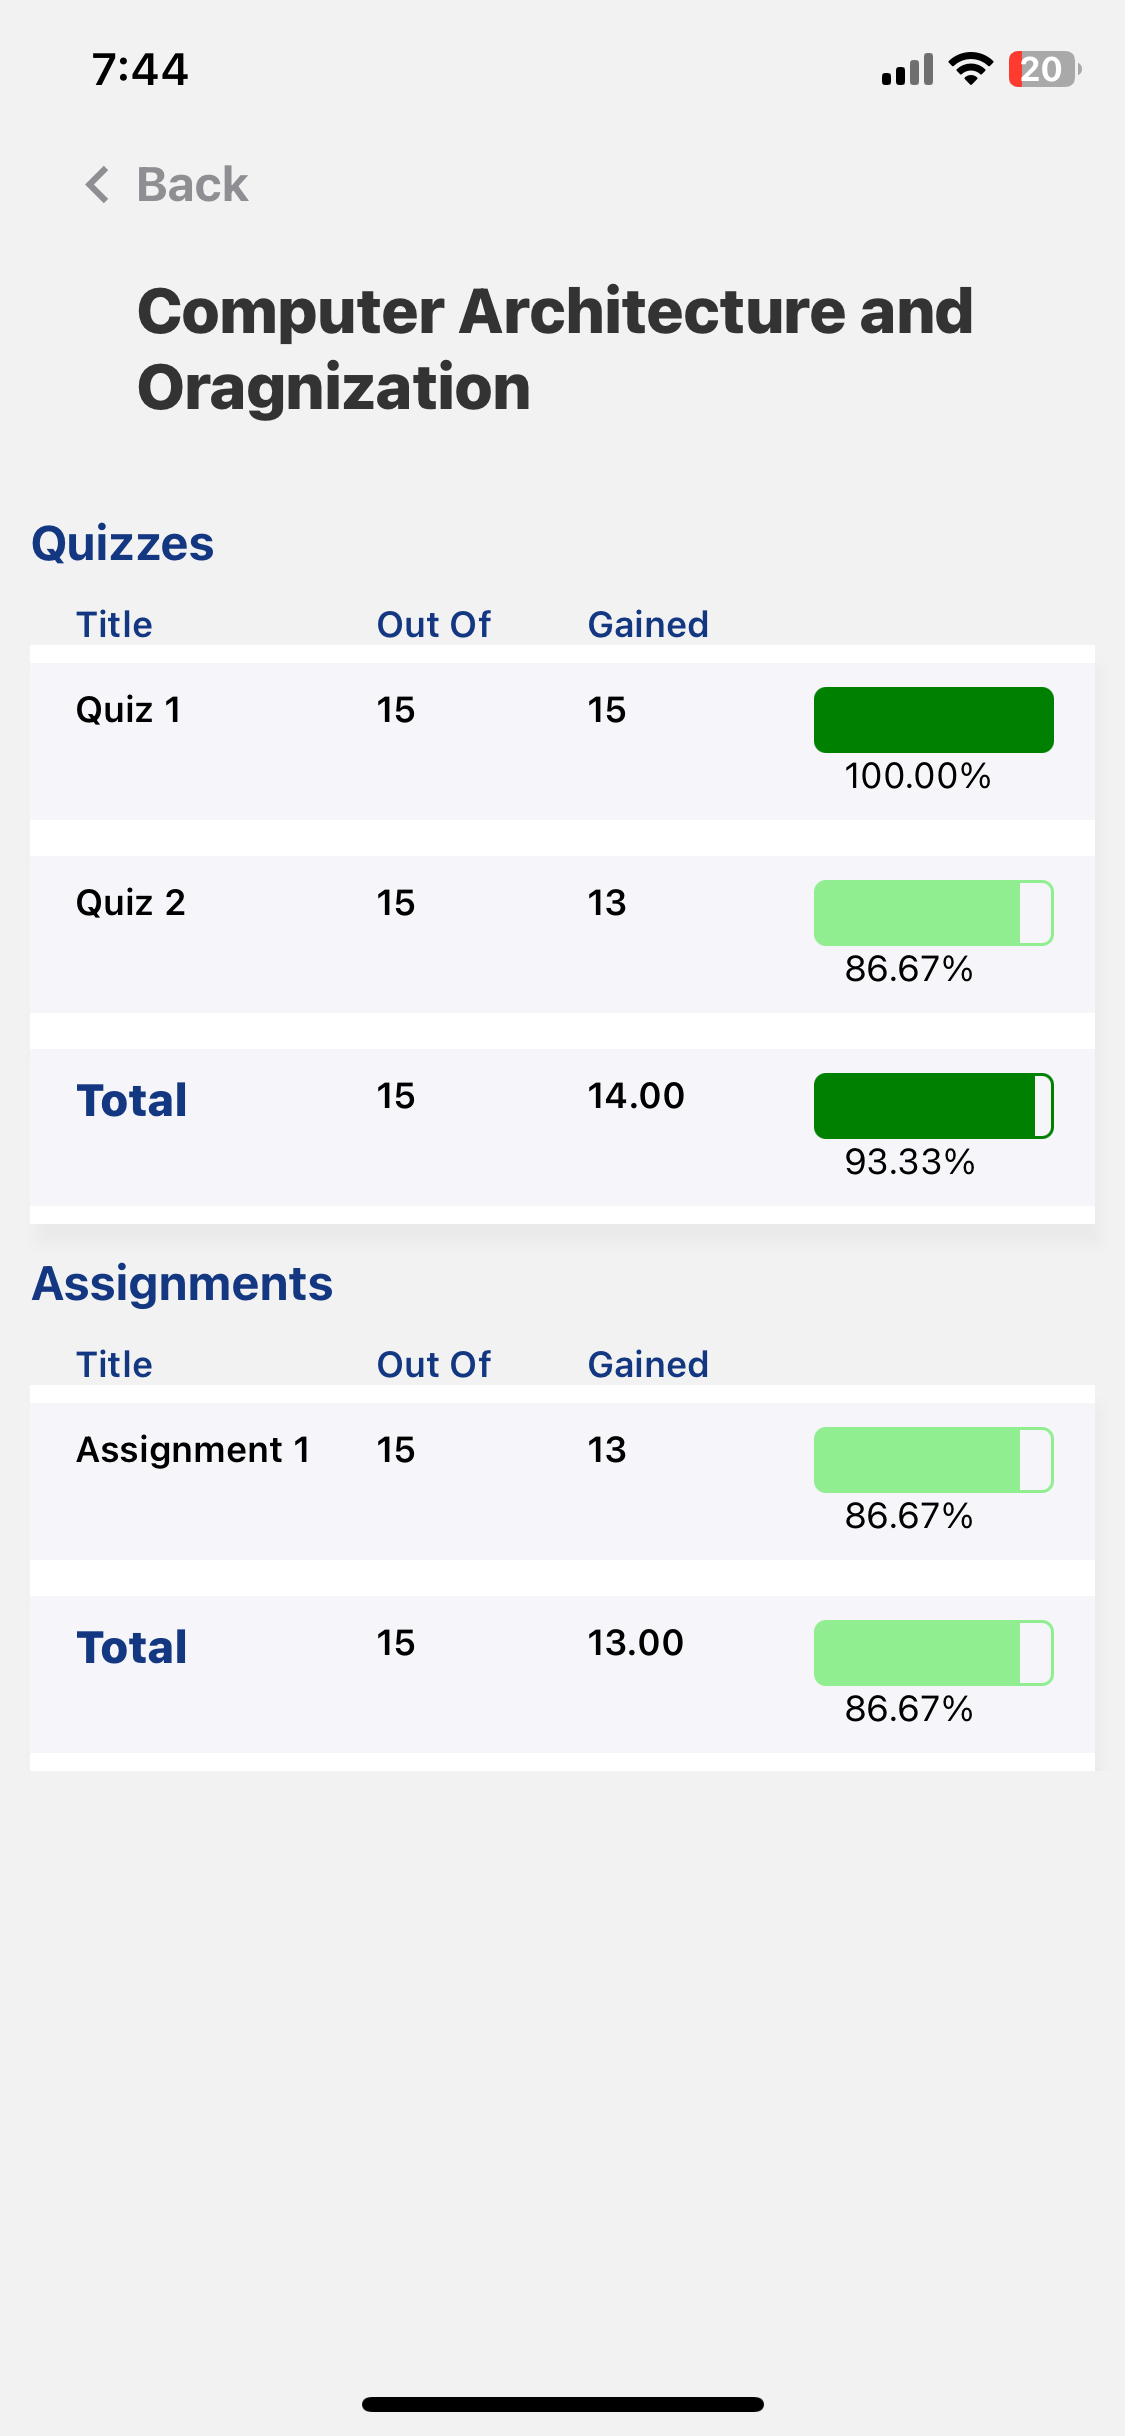 7:44
20
Back
Computer Architecture and
Oragnization
Quizzes
Title Out Of Gained
Quiz 1 15 15
100.00%
Quiz 2 15 13
86.67%
Total 15 14.00
93.33%
Assignments
Title Out Of Gained
Assignment 1 15 13
86.67%
Total 15 13.00
86.67%